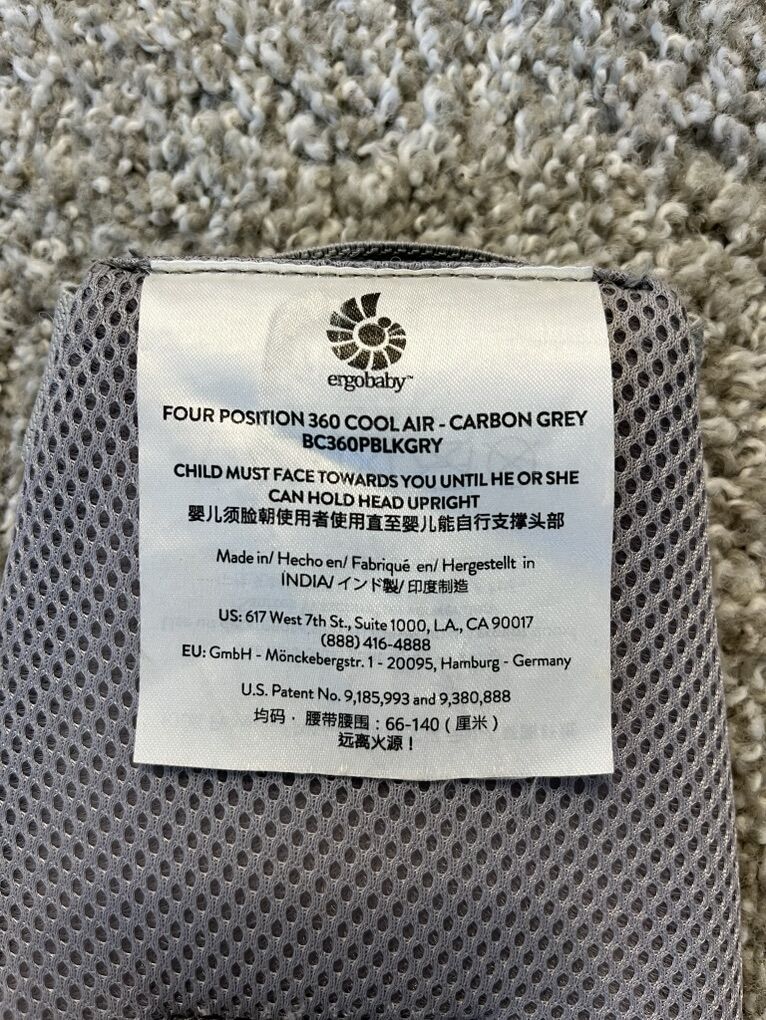 ergobaby™
FOUR POSITION 360 COOL AIR - CARBON GREY
BC360PBLKGRY
CHILD MUST FACE TOWARDS YOU UNTIL HE OR SHE
CAN HOLD HEAD UPRIGHT
婴儿须脸朝使用者使用直至婴儿能自行支撑头部
Made in/ Hecho en/ Fabriqué en/ Hergestellt in
INDIA/ インド製/ 印度制造
US: 617 West 7th St., Suite 1000, L.A., CA 90017
(888) 416-4888
EU: GmbH - Mönckebergstr. 1 - 20095, Hamburg - Germany
U.S. Patent No. 9,185,993 and 9,380,888
均码 · 腰带腰围：66-140（厘米）
远离火源！